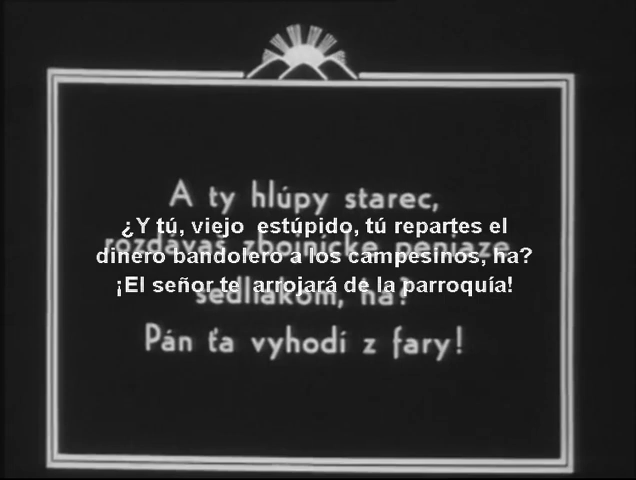 A ty hlúpy starec,
¿Y tú, viejo estúpido, tú repartes el
rozdávaš zbojnícke peniaze
dinero bandolero a los campesinos, ha?
sedliakom, ha?
¡El señor te arrojará de la parroquía!
Pán ťa vyhodí z fary!